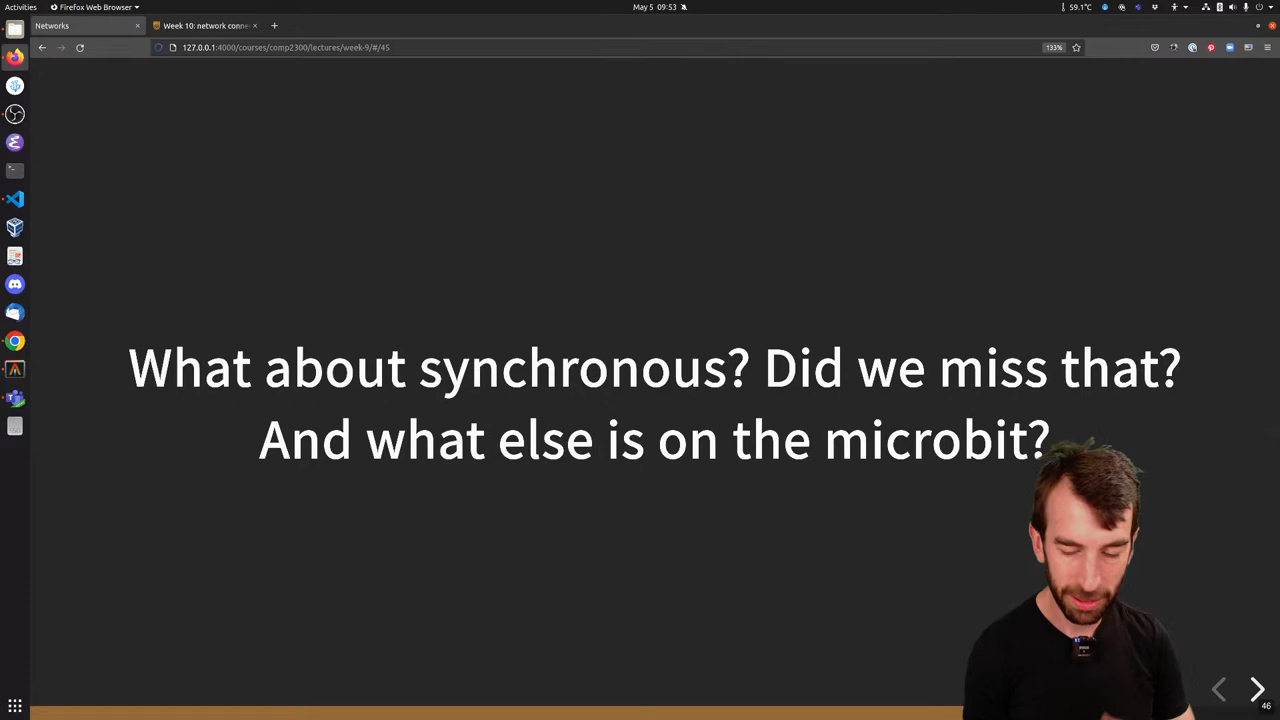 Activities
Firefox Web Browser
May 5 09:53
59.1°C
Networks
Week 10: network conne
127.0.0.1:4000/courses/comp2300/lectures/week-9/#/45
133%
What about synchronous? Did we miss that?
And what else is on the microbit?
46